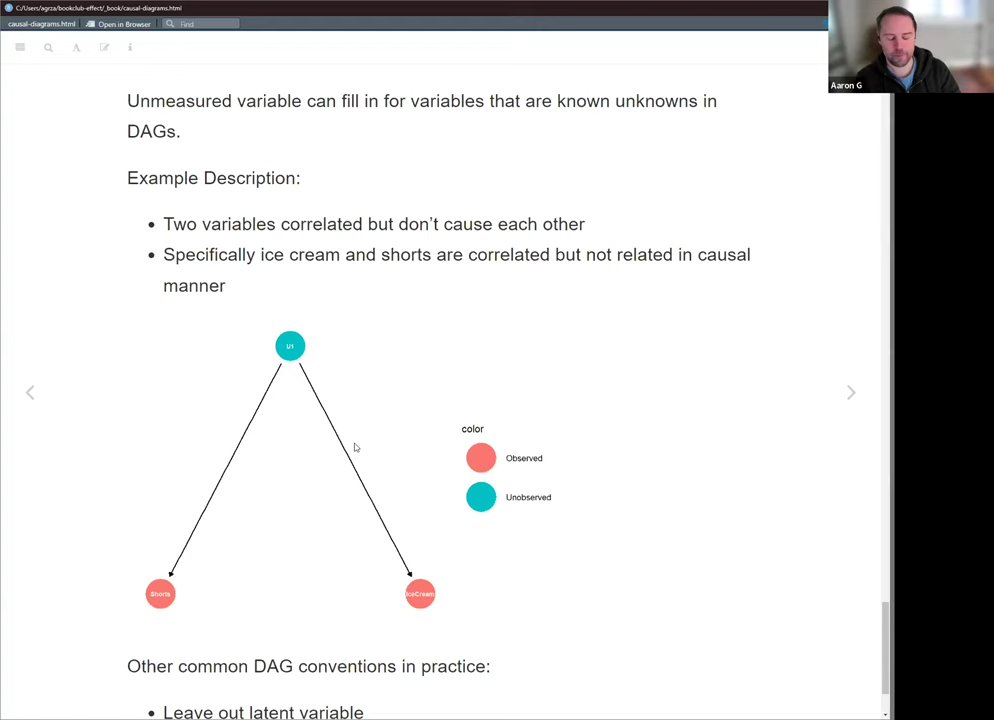 C:/Users/agrza/bookclub-effect/_book/causal-diagrams.html
causal-diagrams.html
Open in Browser
Find
A
i
Aaron G
Unmeasured variable can fill in for variables that are known unknowns in
DAGs.
Example Description:
• Two variables correlated but don't cause each other
• Specifically ice cream and shorts are correlated but not related in causal
manner
U1
color
Observed
Unobserved
Shorts
IceCream
Other common DAG conventions in practice:
• Leave out latent variable